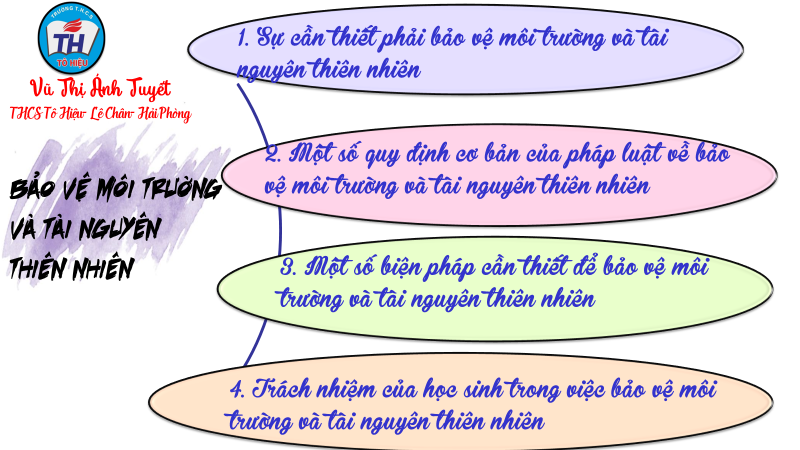 TRƯỜNG T.H.C.S
TH
TÔ HIỆU
Vũ Thị Ánh Tuyết
THCS Tô Hiệu- Lê Chân- Hải Phòng
BẢO VỆ MÔI TRƯỜNG
VÀ TÀI NGUYÊN
THIÊN NHIÊN
1. Sự cần thiết phải bảo vệ môi trường và tài
nguyên thiên nhiên
2. Một số quy định cơ bản của pháp luật về bảo
vệ môi trường và tài nguyên thiên nhiên
3. Một số biện pháp cần thiết để bảo vệ môi
trường và tài nguyên thiên nhiên
4. Trách nhiệm của học sinh trong việc bảo vệ môi
trường và tài nguyên thiên nhiên